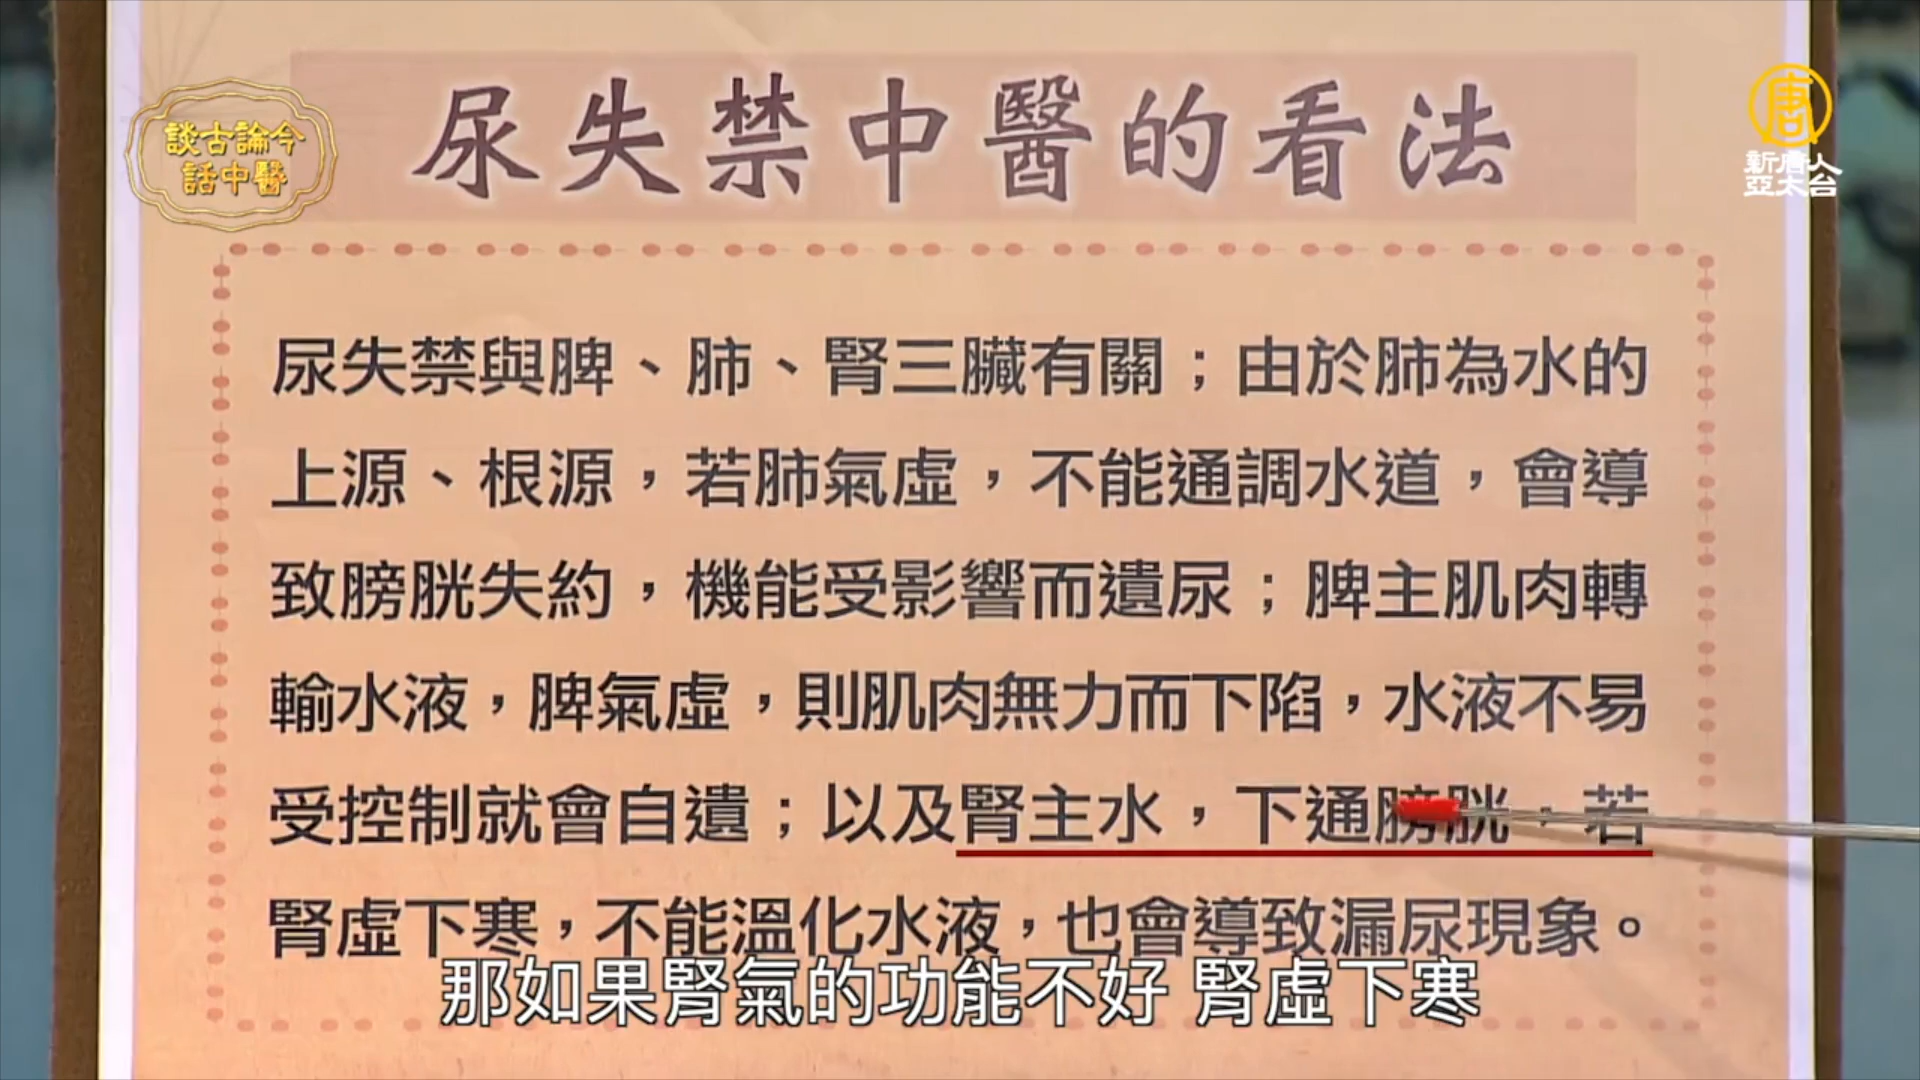 談古論今
話中醫
尿失禁中醫的看法
新唐人
亞太台
尿失禁與脾、肺、腎三臟有關；由於肺為水的
上源、根源，若肺氣虛，不能通調水道，會導
致膀胱失約，機能受影響而遺尿；脾主肌肉轉
輸水液，脾氣虛，則肌肉無力而下陷，水液不易
受控制就會自遺；以及腎主水，下通膀胱，若
腎虛下寒，不能溫化水液，也會導致漏尿現象。
那如果腎氣的功能不好 腎虛下寒